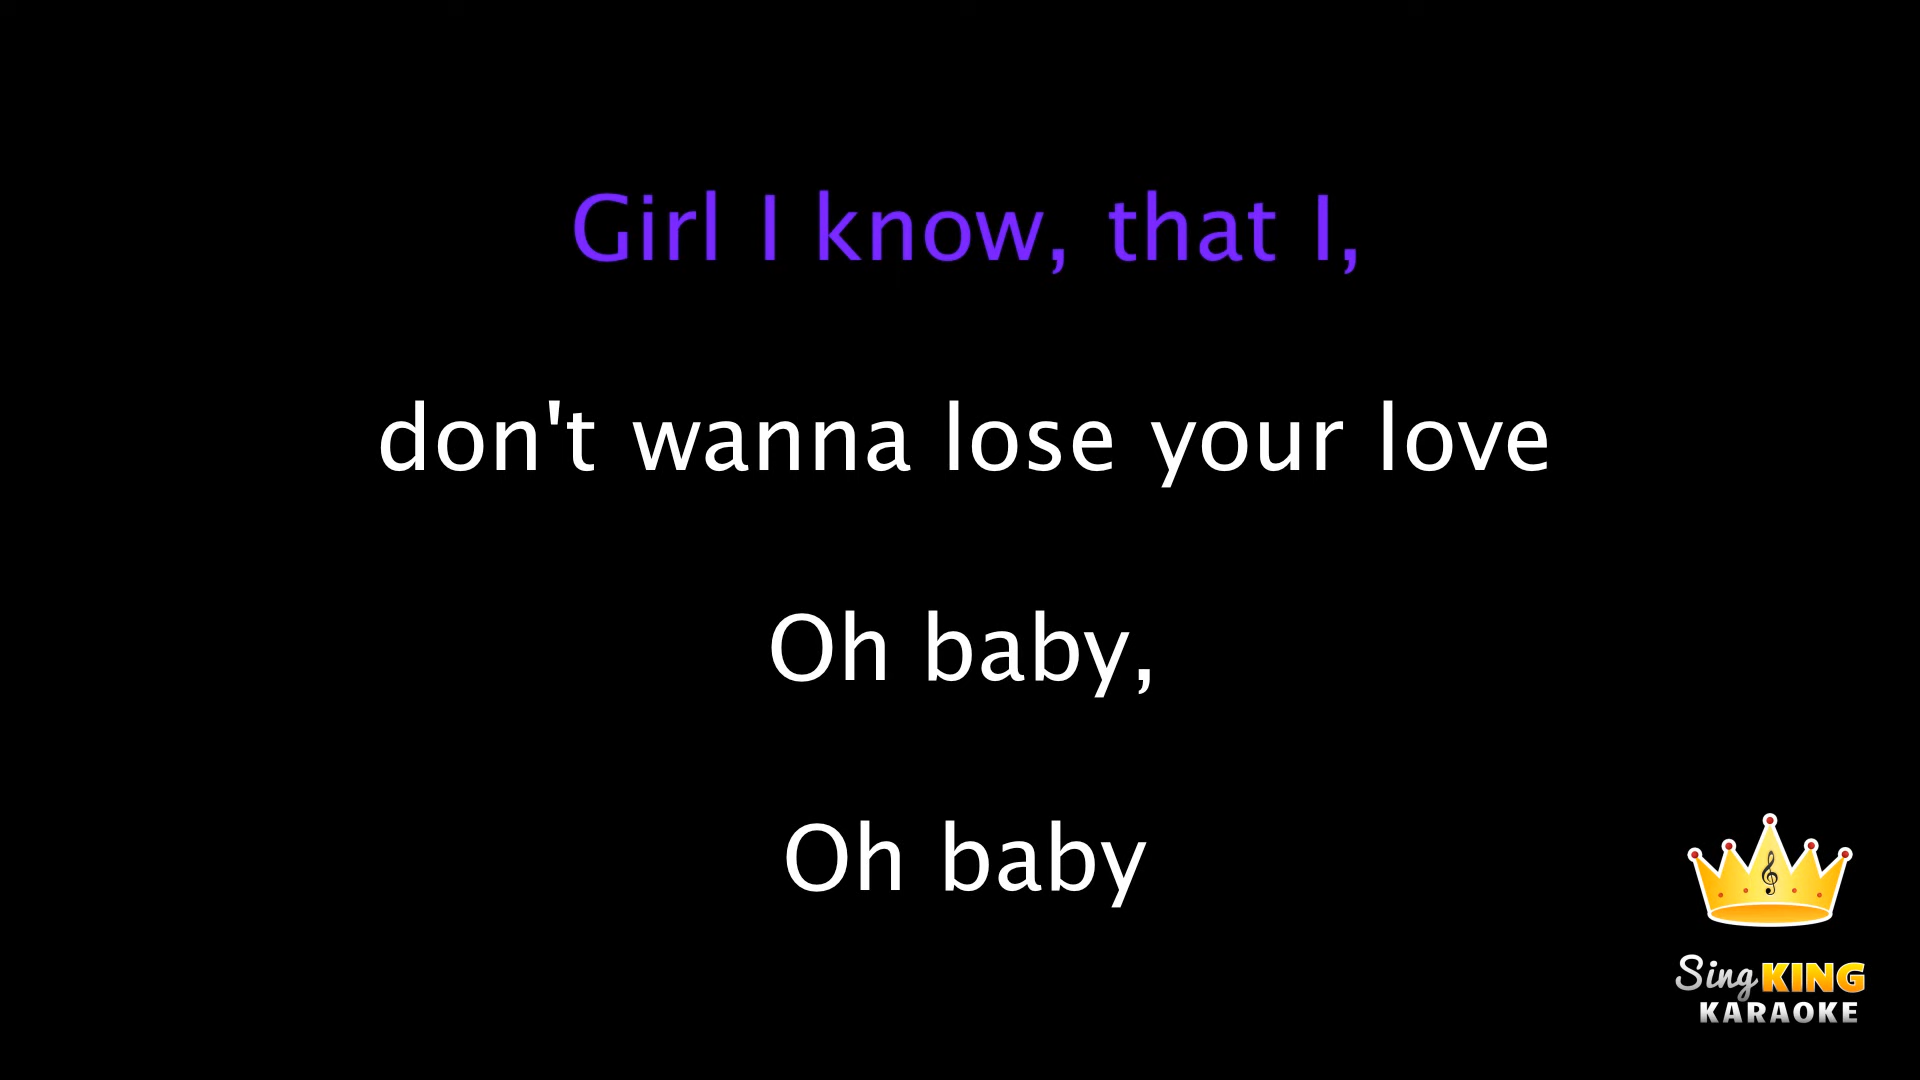 Girl I know, that I,
don't wanna lose your love
Oh baby,
Oh baby
Sing KING
KARAOKE